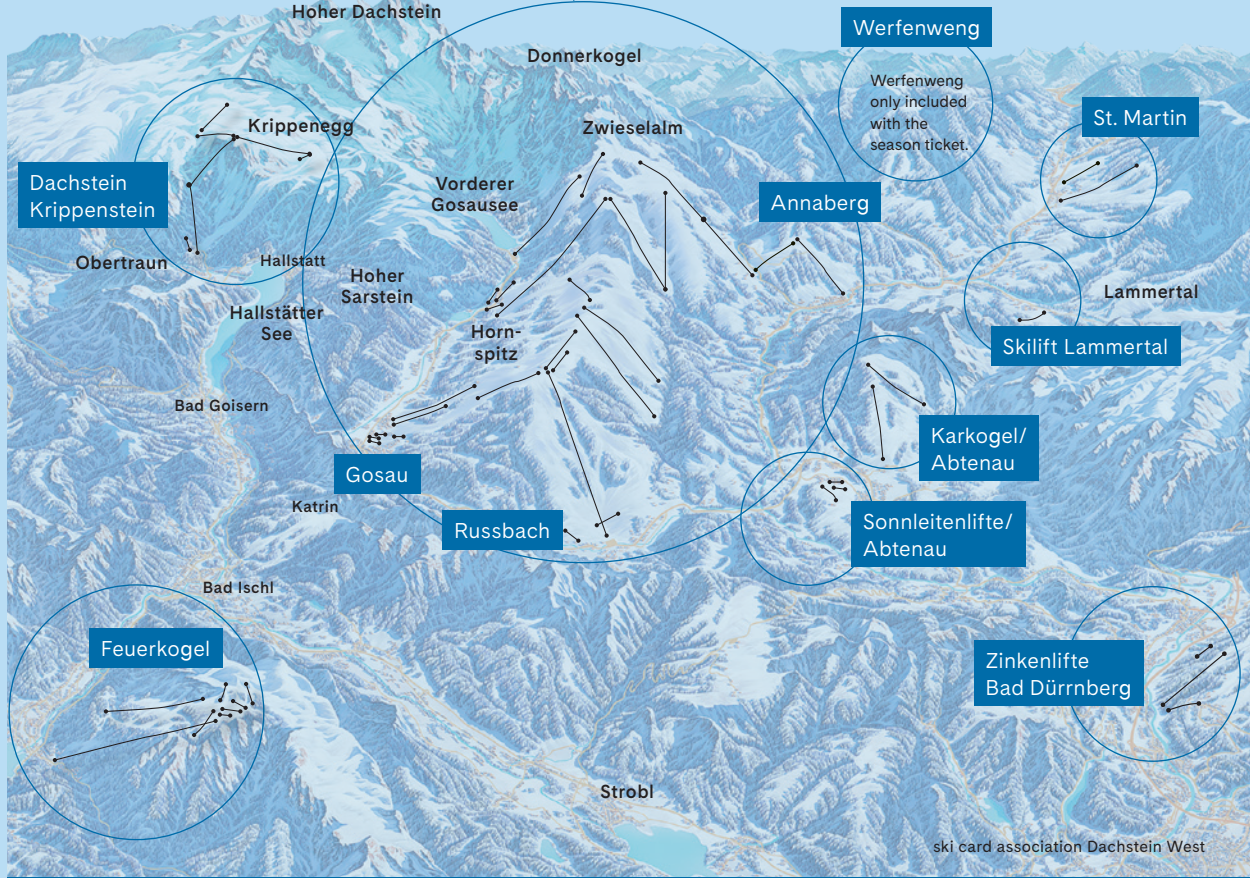 Hoher Dachstein
Donnerkogel
Werfenweng
Werfenweng
only included
with the
season ticket.
St. Martin
Krippenegg
Zwieselalm
Dachstein
Krippenstein
Vorderer
Gosausee
Annaberg
Obertraun
Hallstatt
Hoher
Sarstein
Lammertal
Hallstätter
See
Horn-
spitz
Skilift Lammertal
Bad Goisern
Karkogel/
Abtenau
Gosau
Katrin
Russbach
Sonnleitenlifte/
Abtenau
Bad Ischl
Feuerkogel
Zinkenlifte
Bad Dürrnberg
Strobl
ski card association Dachstein West